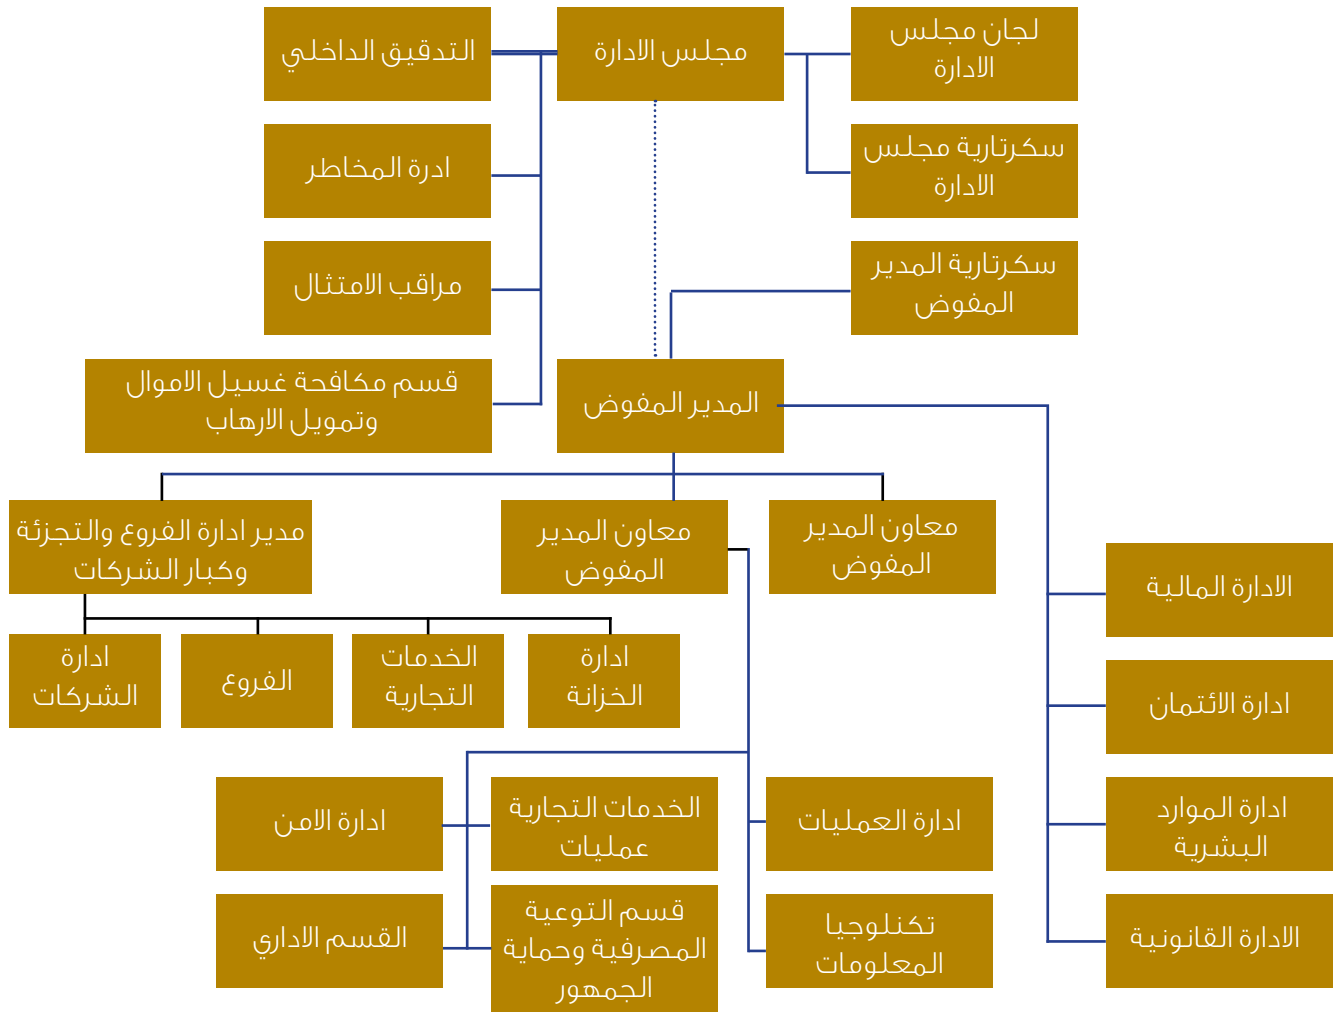 لجان مجلس
الادارة
مجلس الادارة
التدقيق الداخلي
سكرتارية مجلس
الادارة
ادرة المخاطر
سكرتارية المدير
المفوض
مراقب الامتثال
المدير المفوض
قسم مكافحة غسيل الاموال
وتمويل الارهاب
معاون المدير
المفوض
معاون المدير
المفوض
مدير ادارة الفروع والتجزئة
وكبار الشركات
الادارة المالية
ادارة
الخزانة
الخدمات
التجارية
الفروع
ادارة
الشركات
ادارة الائتمان
ادارة الموارد
البشرية
ادارة العمليات
الخدمات التجارية
عمليات
ادارة الامن
الادارة القانونية
تكنلوجيا
المعلومات
قسم التوعية
المصرفية وحماية
الجمهور
القسم الاداري